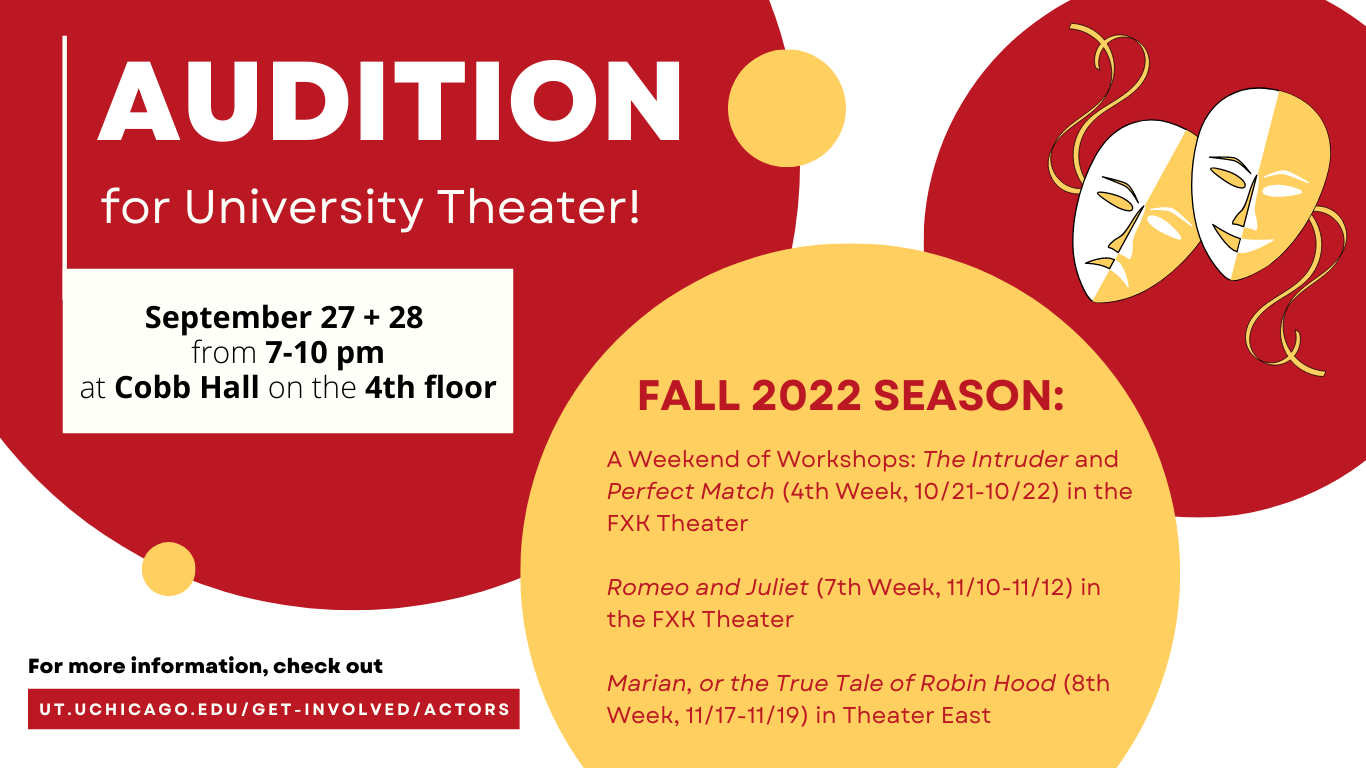 AUDITION
for University Theater!
September 27 + 28
from 7-10 pm
at Cobb Hall on the 4th floor
FALL 2022 SEASON:
A Weekend of Workshops: The Intruder and
Perfect Match (4th Week, 10/21-10/22) in the
FXK Theater
Romeo and Juliet (7th Week, 11/10-11/12) in
the FXK Theater
Marian, or the True Tale of Robin Hood (8th
Week, 11/17-11/19) in Theater East
For more information, check out
UT.UCHICAGO.EDU/GET-INVOLVED/ACTORS